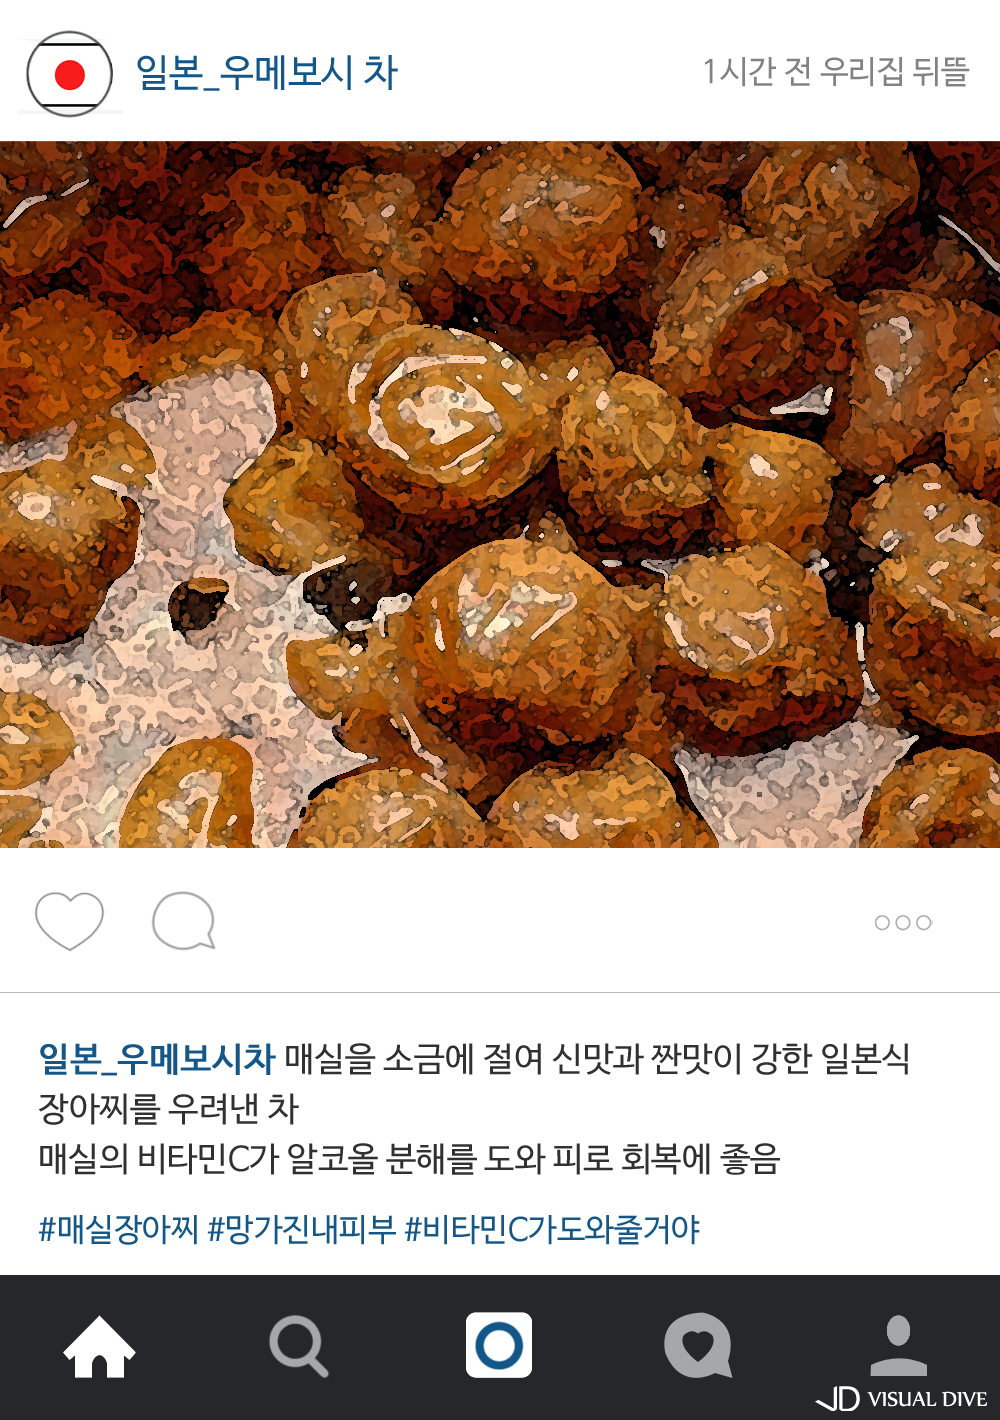 일본_우메보시 차
1시간 전 우리집 뒤뜰
일본_우메보시차 매실을 소금에 절여 신맛과 짠맛이 강한 일본식
장아찌를 우려낸 차
매실의 비타민C가 알코올 분해를 도와 피로 회복에 좋음
#매실장아찌 #망가진내피부 #비타민C가도와줄거야
VISUAL DIVE